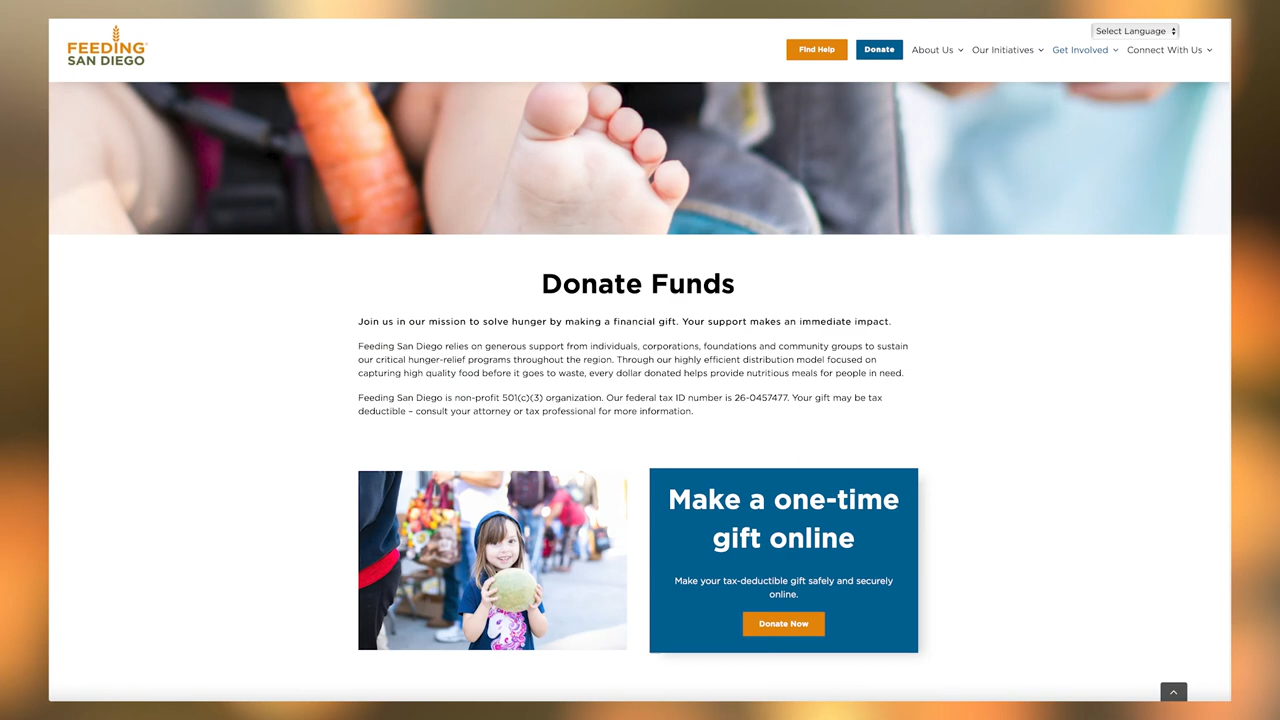 FEEDING
SAN DIEGO
Select Language
Find Help
Donate
About Us
Our Initiatives
Get Involved
Connect With Us
Donate Funds
Join us in our mission to solve hunger by making a financial gift. Your support makes an immediate impact.
Feeding San Diego relies on generous support from individuals, corporations, foundations and community groups to sustain
our critical hunger-relief programs throughout the region. Through our highly efficient distribution model focused on
capturing high quality food before it goes to waste, every dollar donated helps provide nutritious meals for people in need.
Feeding San Diego is non-profit 501(c)(3) organization. Our federal tax ID number is 26-0457477. Your gift may be tax
deductible – consult your attorney or tax professional for more information.
Make a one-time
gift online
Make your tax-deductible gift safely and securely
online.
Donate Now